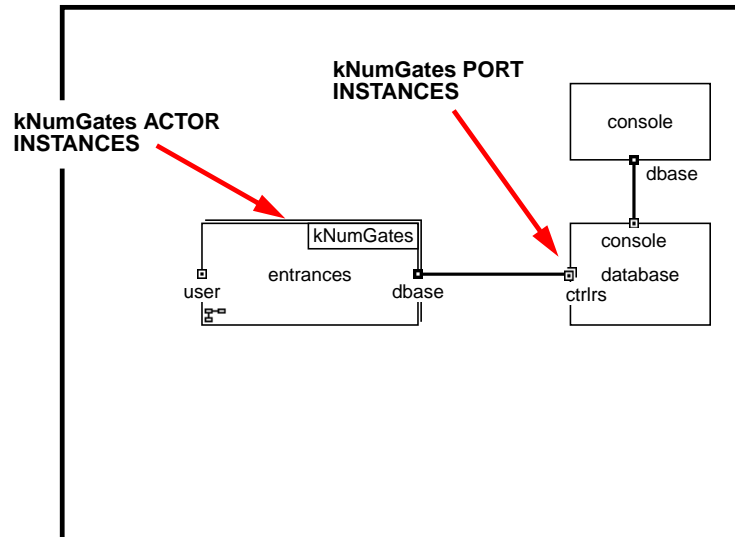 kNumGates PORT
INSTANCES
kNumGates ACTOR
INSTANCES
console
dbase
kNumGates
console
entrances
database
user
dbase
ctrlrs